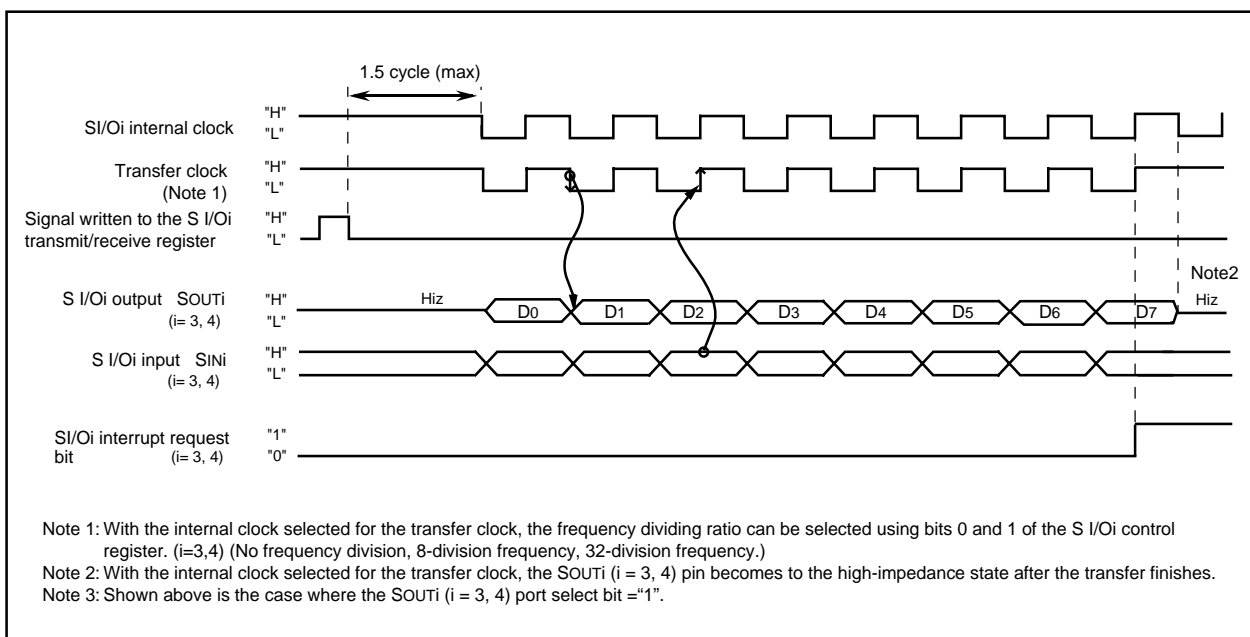 1.5 cycle (max)
SI/Oi internal clock "H" "L"
Transfer clock (Note 1) "H" "L"
Signal written to the S I/Oi transmit/receive register "H" "L"
S I/Oi output SOUTi (i= 3, 4) "H" "L" Hiz D0 D1 D2 D3 D4 D5 D6 D7 Note2 Hiz
S I/Oi input SINi (i= 3, 4) "H" "L"
SI/Oi interrupt request bit (i= 3, 4) "1" "0"
Note 1: With the internal clock selected for the transfer clock, the frequency dividing ratio can be selected using bits 0 and 1 of the S I/Oi control
register. (i=3,4) (No frequency division, 8-division frequency, 32-division frequency.)
Note 2: With the internal clock selected for the transfer clock, the SOUTi (i = 3, 4) pin becomes to the high-impedance state after the transfer finishes.
Note 3: Shown above is the case where the SOUTi (i = 3, 4) port select bit =“1”.